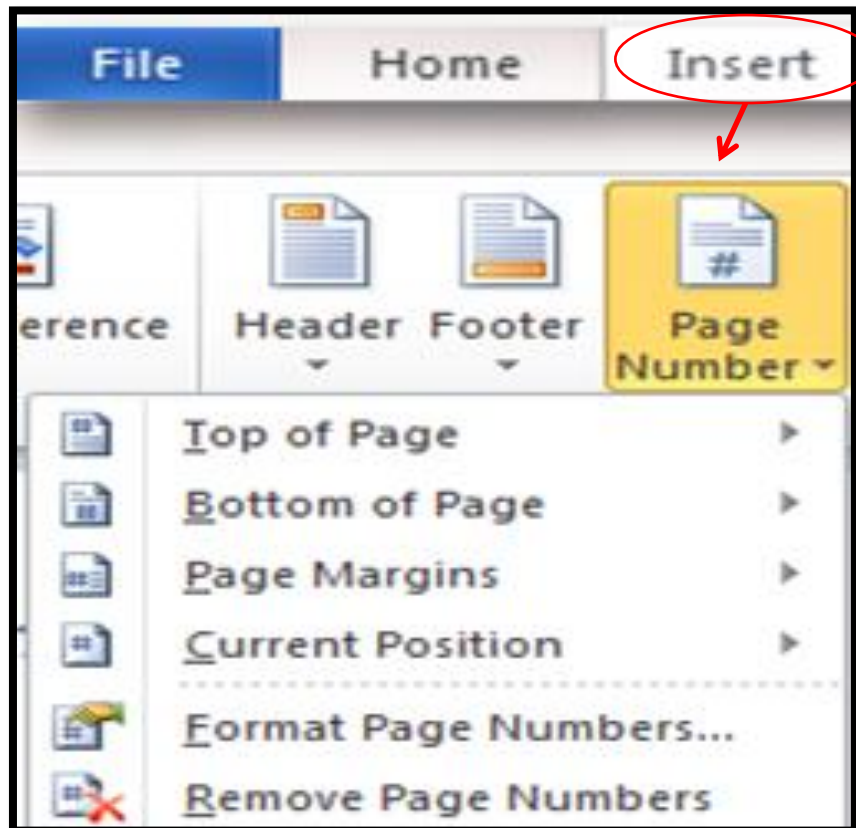 File Home Insert
erence Header Footer Page
Number
Top of Page
Bottom of Page
Page Margins
Current Position
Format Page Numbers...
Remove Page Numbers